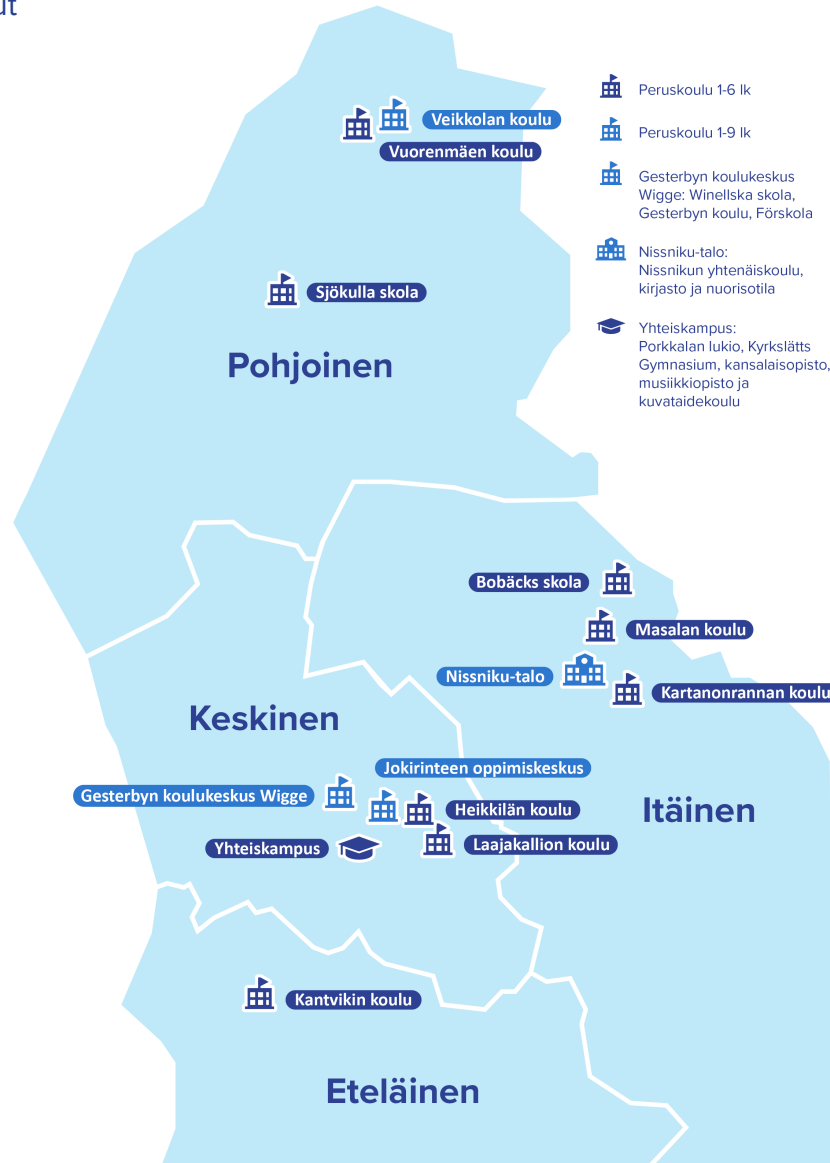 Veikkolan koulu
Vuorenmäen koulu
Sjökulla skola
Pohjoinen
Peruskoulu 1-6 lk
Peruskoulu 1-9 lk
Gesterbyn koulukeskus
Wigge: Winellska skola,
Gesterbyn koulu, Förskola
Nissniku-talo:
Nissnikun yhtenäiskoulu,
kirjasto ja nuorisotila
Yhteiskampus:
Porkkalan lukio, Kyrkslätts
Gymnasium, kansalaisopisto,
musiikkiopisto ja
kuvataidekoulu
Bobäcks skola
Masalan koulu
Nissniku-talo
Kartanonrannan koulu
Keskinen
Jokirinteen oppimiskeskus
Gesterbyn koulukeskus Wigge
Heikkilän koulu
Itäinen
Yhteiskampus
Laajakallion koulu
Kantvikin koulu
Eteläinen